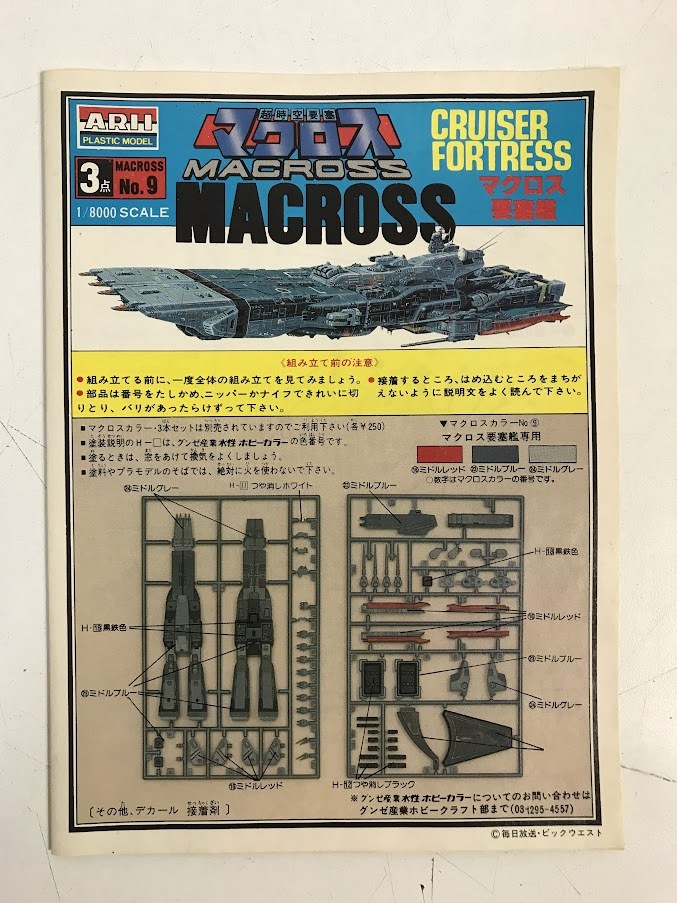 ARII
PLASTIC MODEL
3点
MACROSS
No.9
1/8000 SCALE
超時空要塞
マクロス
MACROSS
MACROSS
CRUISER
FORTRESS
マクロス
要塞艦
《組み立て前の注意》
●組み立てる前に、一度全体の組み立てを見てみましょう。
●部品は番号をたしかめ、ニッパーかナイフできれいに切
りとり、バリがあったらけずって下さい。
●接着するところ、はめ込むところをまちが
えないように説明文をよく読んで下さい。
■マクロスカラー・3本セットは別売されていますのでご利用下さい(各¥250)
■塗装説明のH－□は、グンゼ産業水性ホビーカラーの色番号です。
■塗るときは、窓をあけて換気をよくしましょう。
■塗料やプラモデルのそばでは、絶対に火を使わないで下さい。
▼マクロスカラーNo⑨
マクロス要塞艦専用
ミドルレッド
ミドルブルー
ミドルグレー
○数字はマクロスカラーの番号です。
ミドルグレー
H-11つや消しホワイト
ミドルブルー
H-18黒鉄色
H-18黒鉄色
ミドルレッド
ミドルブルー
ミドルブルー
ミドルグレー
ミドルレッド
H-12つや消しブラック
〔その他、デカール 接着剤〕
せっちゃくざい
※グンゼ産業水性ホビーカラーについてのお問い合わせは
グンゼ産業ホビークラフト部まで(03-295-4557)
©毎日放送・ビックウエスト